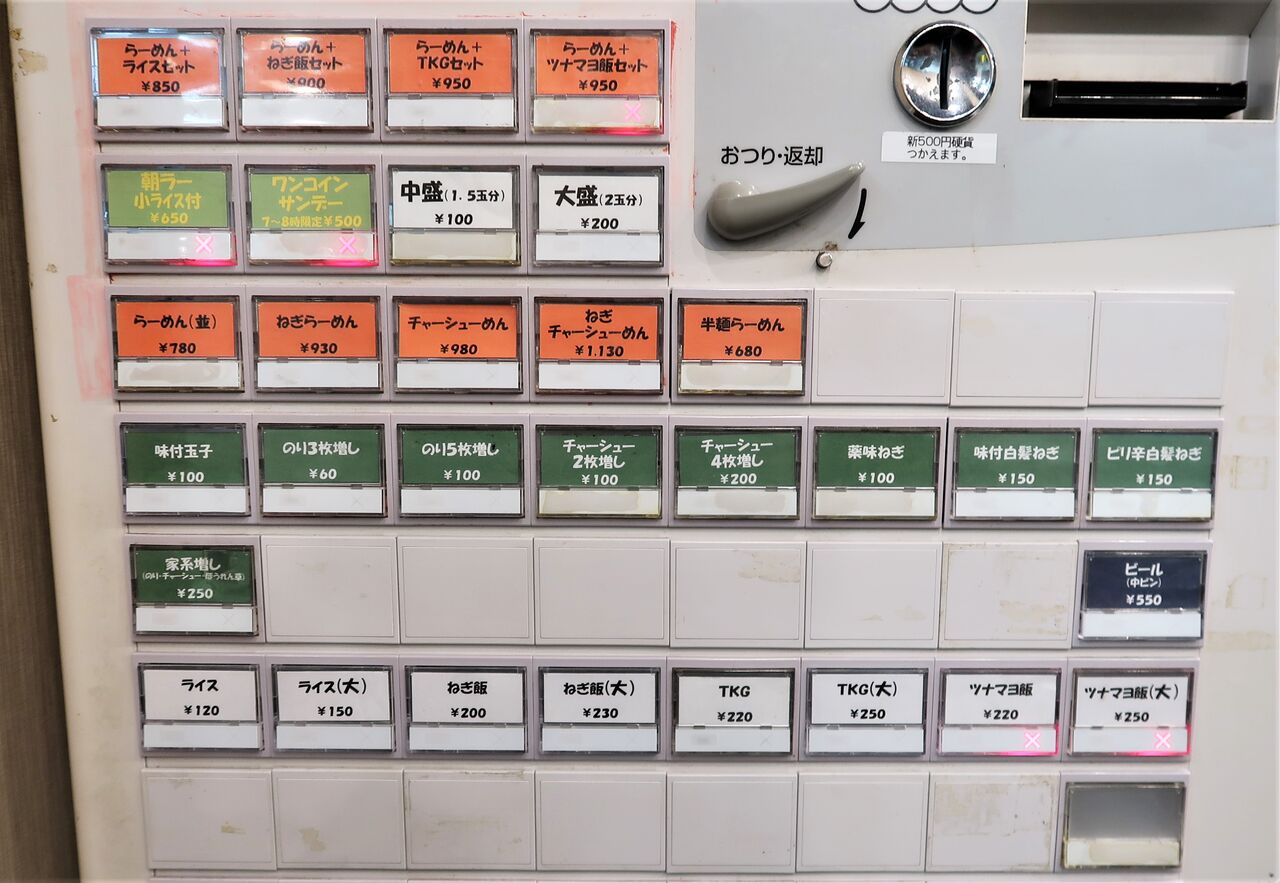 らーめん+
ライスセット
¥850
らーめん+
ねぎ飯セット
¥900
らーめん+
TKGセット
¥950
らーめん+
ツナマヨ飯セット
¥950
新500円硬貨
つかえます。
おつり・返却
朝ラー
小ライス付
¥650
ワンコイン
サンデー
7〜8時限定¥500
中盛(1.5玉分)
¥100
大盛(2玉分)
¥200
らーめん(並)
¥780
ねぎらーめん
¥930
チャーシューめん
¥980
ねぎ
チャーシューめん
¥1.130
半麺らーめん
¥680
味付玉子
¥100
のり3枚増し
¥60
のり5枚増し
¥100
チャーシュー
2枚増し
¥100
チャーシュー
4枚増し
¥200
薬味ねぎ
¥100
味付白髪ねぎ
¥150
ピリ辛白髪ねぎ
¥150
家系増し
(のり・チャーシュー・ほうれん草)
¥250
ビール
(中ビン)
¥550
ライス
¥120
ライス(大)
¥150
ねぎ飯
¥200
ねぎ飯(大)
¥230
TKG
¥220
TKG(大)
¥250
ツナマヨ飯
¥220
ツナマヨ飯(大)
¥250